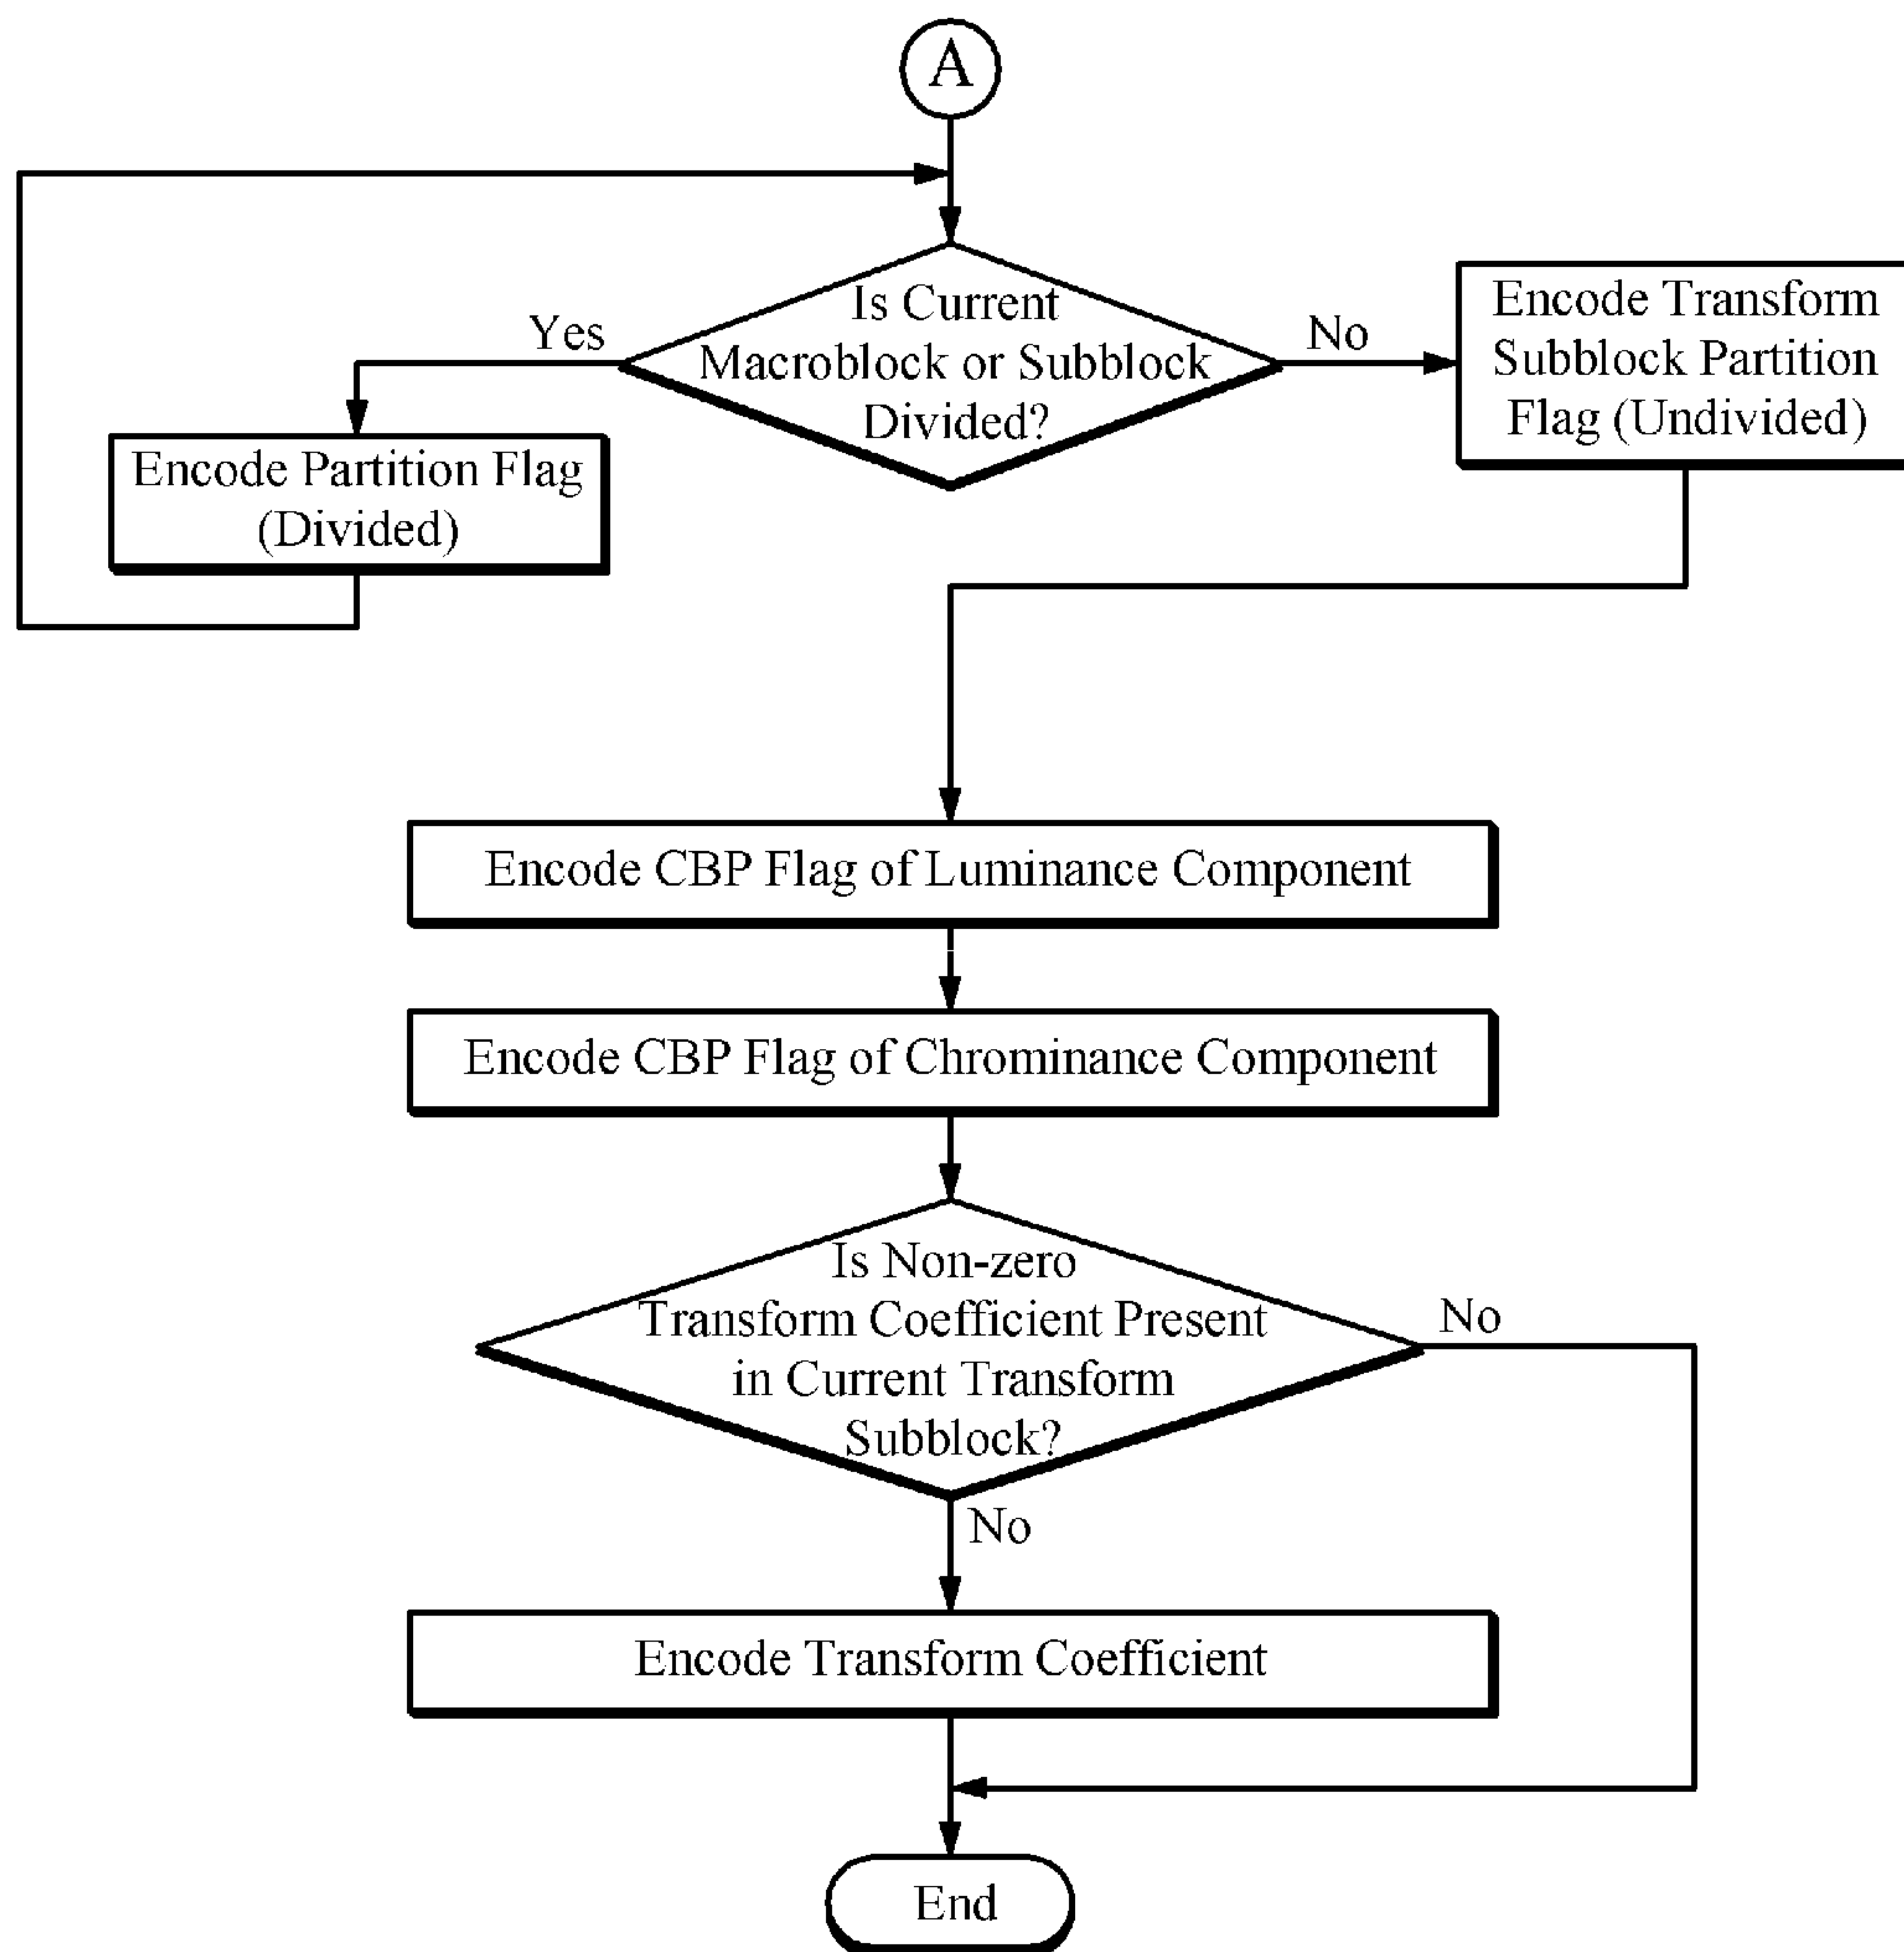 A
Is Current
Macroblock or Subblock
Divided?
Yes
No
Encode Transform
Subblock Partition
Flag (Undivided)
Encode Partition Flag
(Divided)
Encode CBP Flag of Luminance Component
Encode CBP Flag of Chrominance Component
Is Non-zero
Transform Coefficient Present
in Current Transform
Subblock?
No
No
Encode Transform Coefficient
End